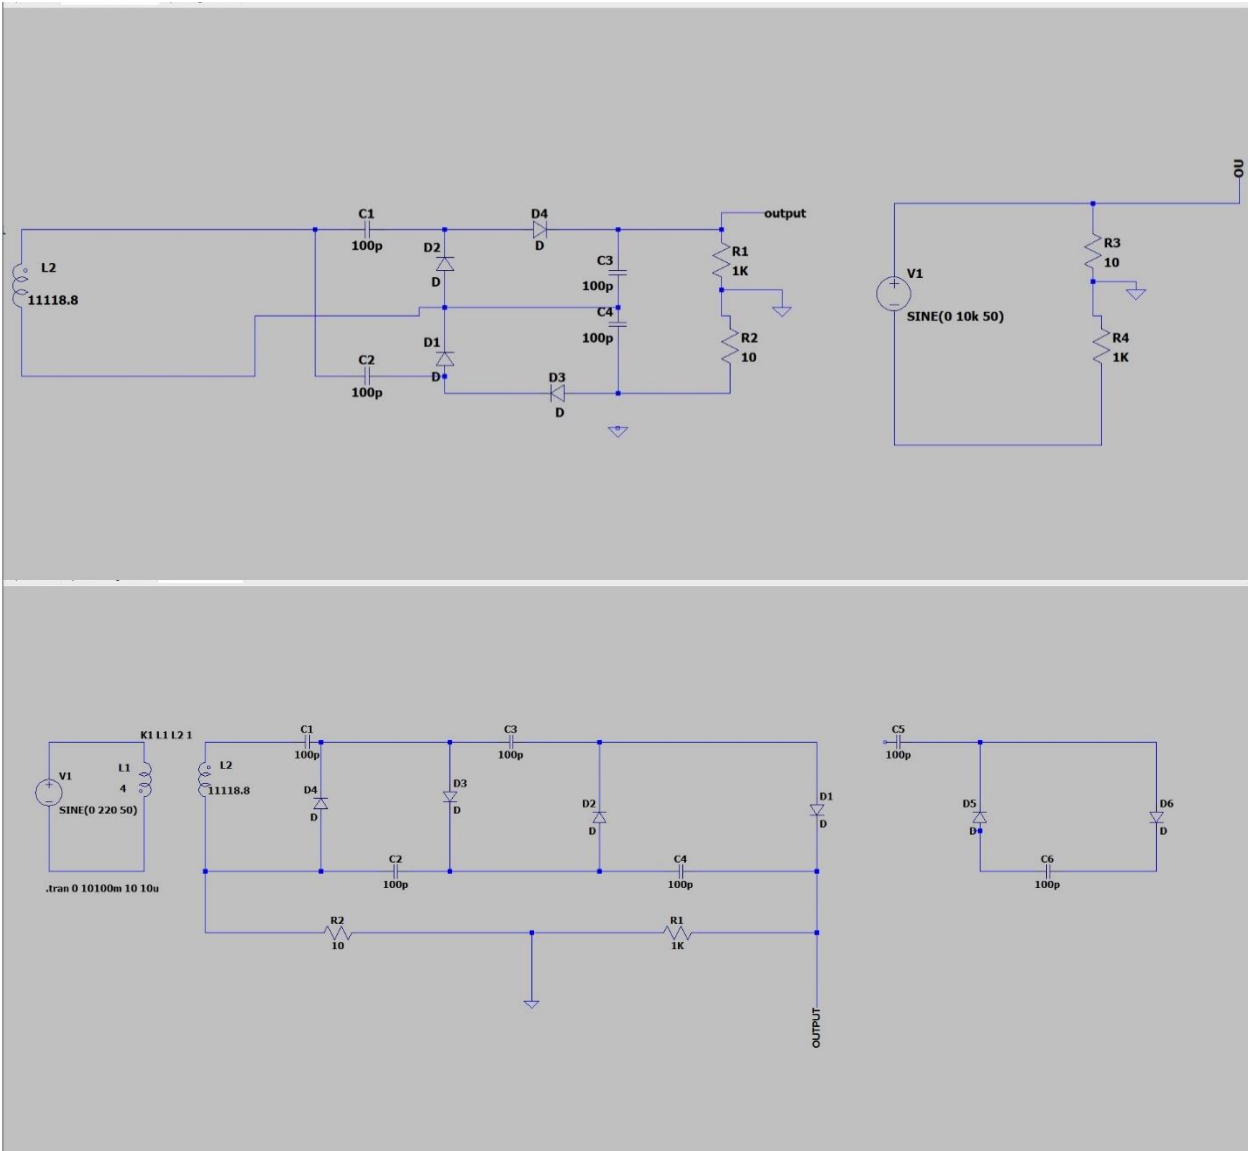 OU
C1
100p
D4
D
output
D2
D
C3
100p
R1
1K
R3
10
L2
11118.8
V1
SINE(0 10k 50)
C4
100p
D1
D
R2
10
R4
1K
C2
100p
D3
D
K1 L1 L2 1
V1
SINE(0 220 50)
L1
4
L2
11118.8
.tran 0 10100m 10 10u
C1
100p
C3
100p
D4
D
D3
D
D2
D
D1
D
C2
100p
C4
100p
R2
10
R1
1K
OUTPUT
C5
100p
D5
D
D6
D
C6
100p